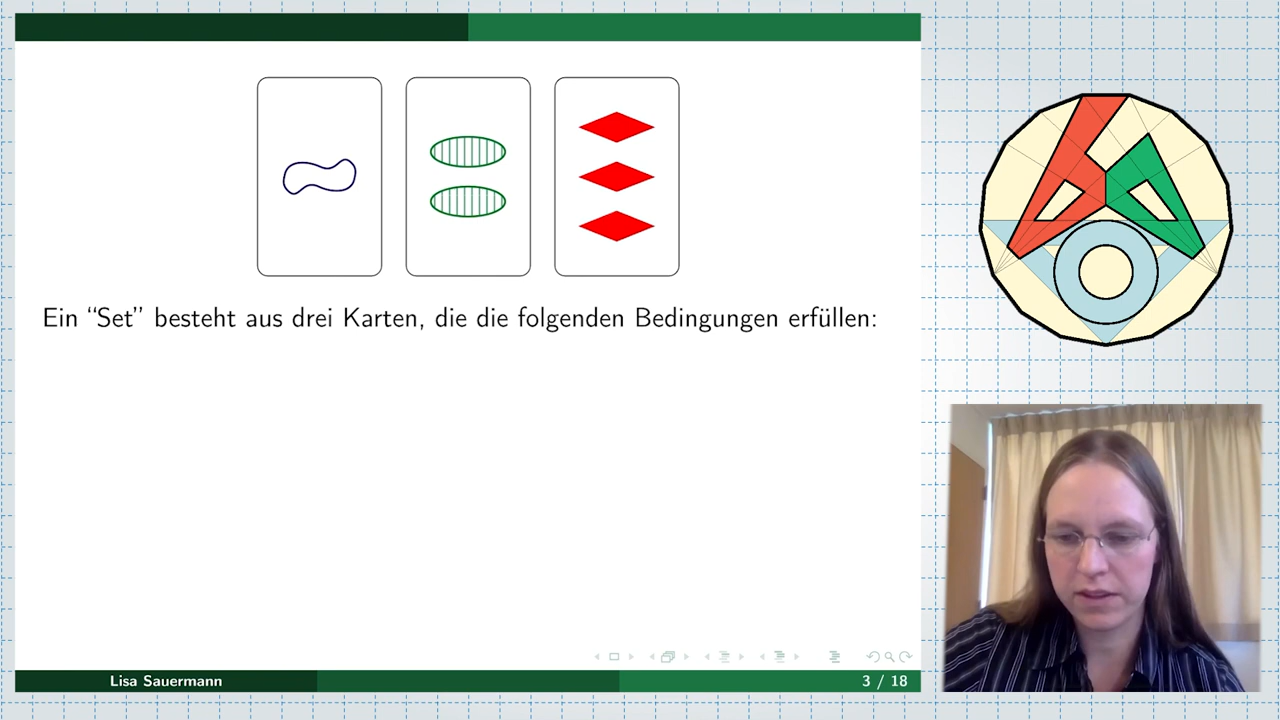 Ein “Set” besteht aus drei Karten, die die folgenden Bedingungen erfüllen:
Lisa Sauermann
3 / 18